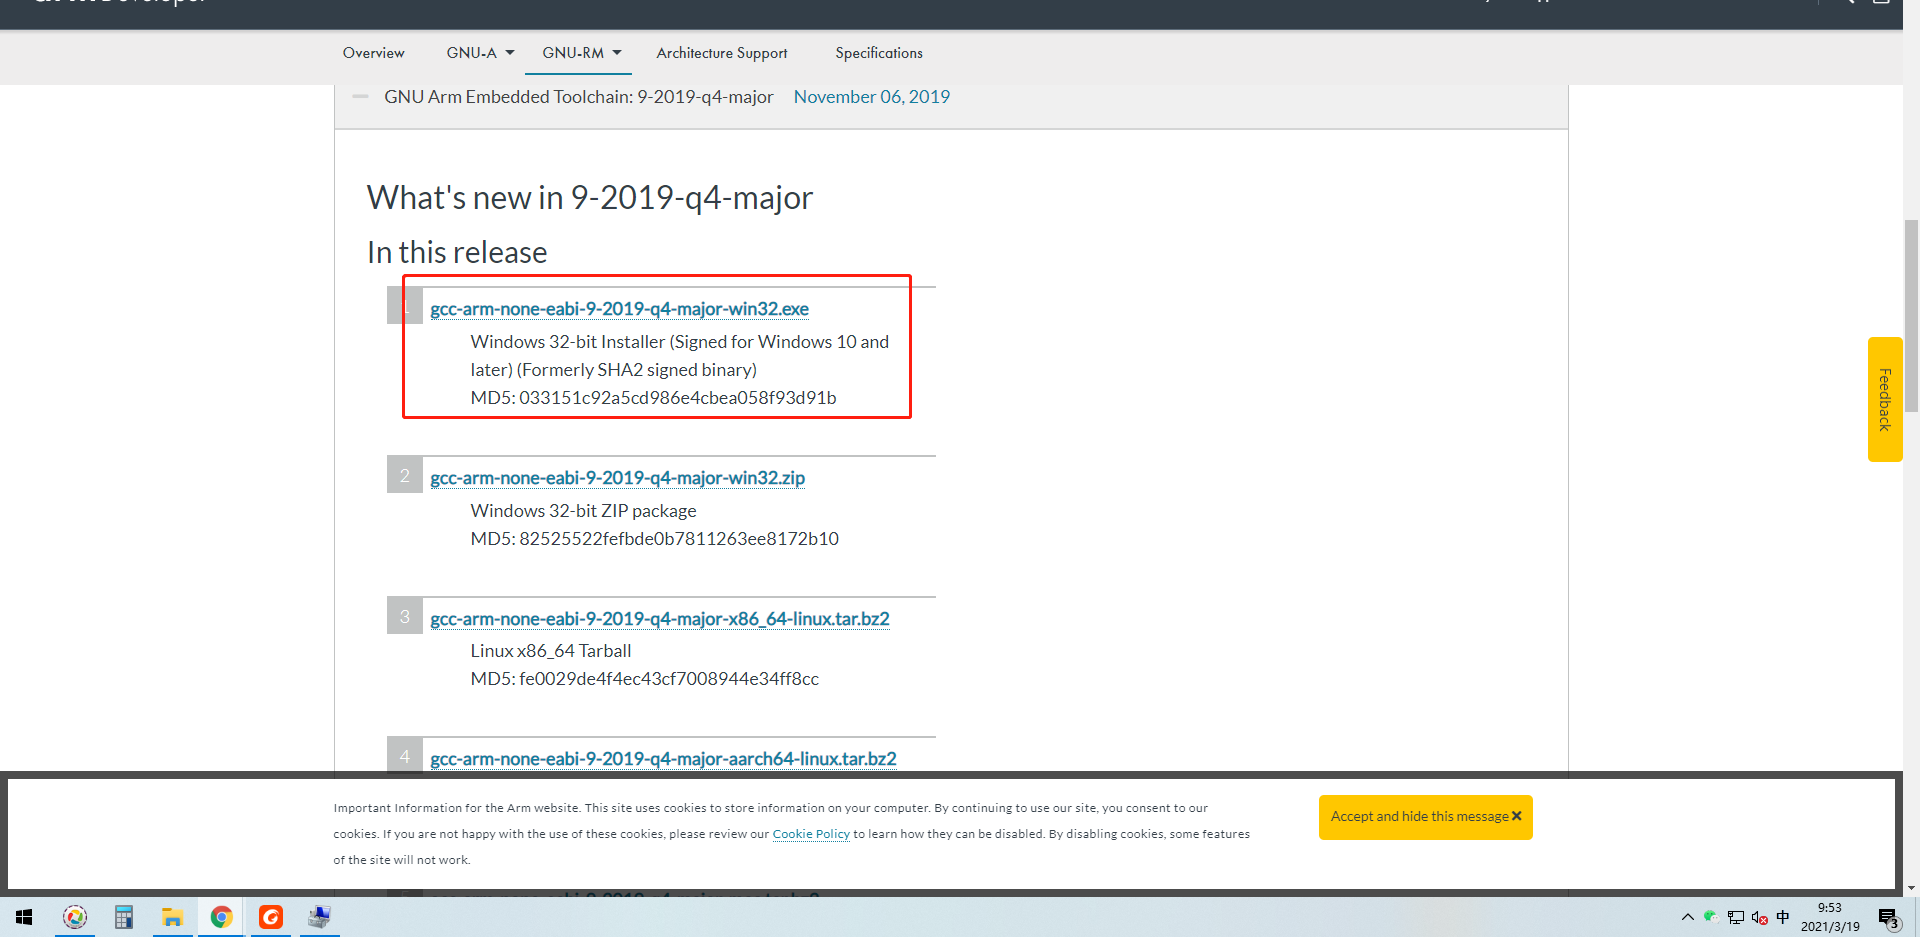 Overview GNU-A GNU-RM Architecture Support Specifications
GNU Arm Embedded Toolchain: 9-2019-q4-major November 06, 2019
What's new in 9-2019-q4-major
In this release
1 gcc-arm-none-eabi-9-2019-q4-major-win32.exe
Windows 32-bit Installer (Signed for Windows 10 and
later) (Formerly SHA2 signed binary)
MD5: 033151c92a5cd986e4cbea058f93d91b
2 gcc-arm-none-eabi-9-2019-q4-major-win32.zip
Windows 32-bit ZIP package
MD5: 82525522fefbde0b7811263ee8172b10
3 gcc-arm-none-eabi-9-2019-q4-major-x86_64-linux.tar.bz2
Linux x86_64 Tarball
MD5: fe0029de4f4ec43cf7008944e34ff8cc
4 gcc-arm-none-eabi-9-2019-q4-major-aarch64-linux.tar.bz2
Feedback
Important Information for the Arm website. This site uses cookies to store information on your computer. By continuing to use our site, you consent to our
cookies. If you are not happy with the use of these cookies, please review our Cookie Policy to learn how they can be disabled. By disabling cookies, some features
of the site will not work.
Accept and hide this message ×
中
9:53
2021/3/19
3